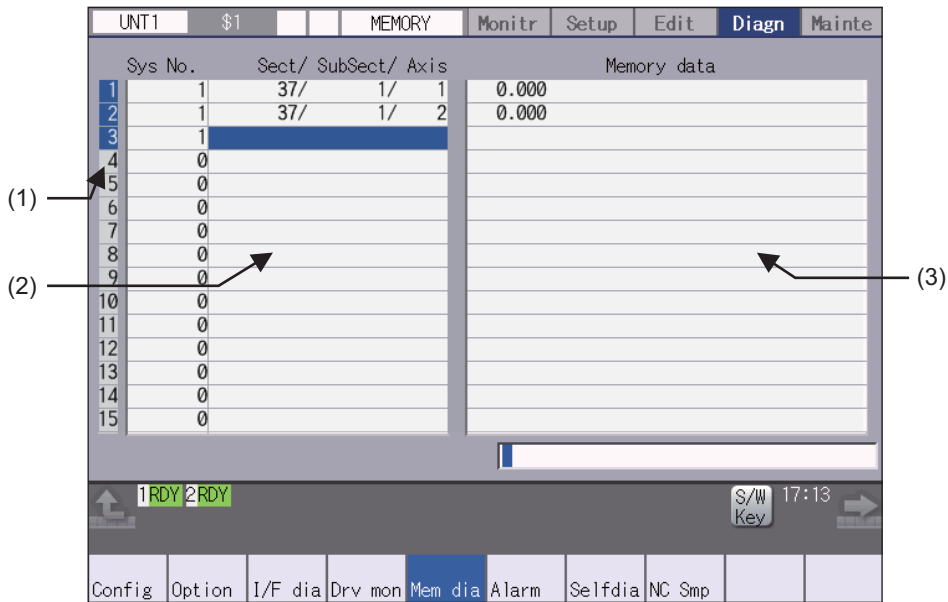 UNT1 $1 MEMORY Monitr Setup Edit Diagn Mainte
Sys No. Sect/ SubSect/ Axis Memory data
1 1 37/ 1/ 1 0.000
2 1 37/ 1/ 2 0.000
3 1
4 0
5 0
(1)
6 0
7 0
8 0
9 0
(2) (3)
10 0
11 0
12 0
13 0
14 0
15 0
1RDY 2RDY S/W Key 17:13
Config Option I/F dia Drv mon Mem dia Alarm Selfdia NC Smp